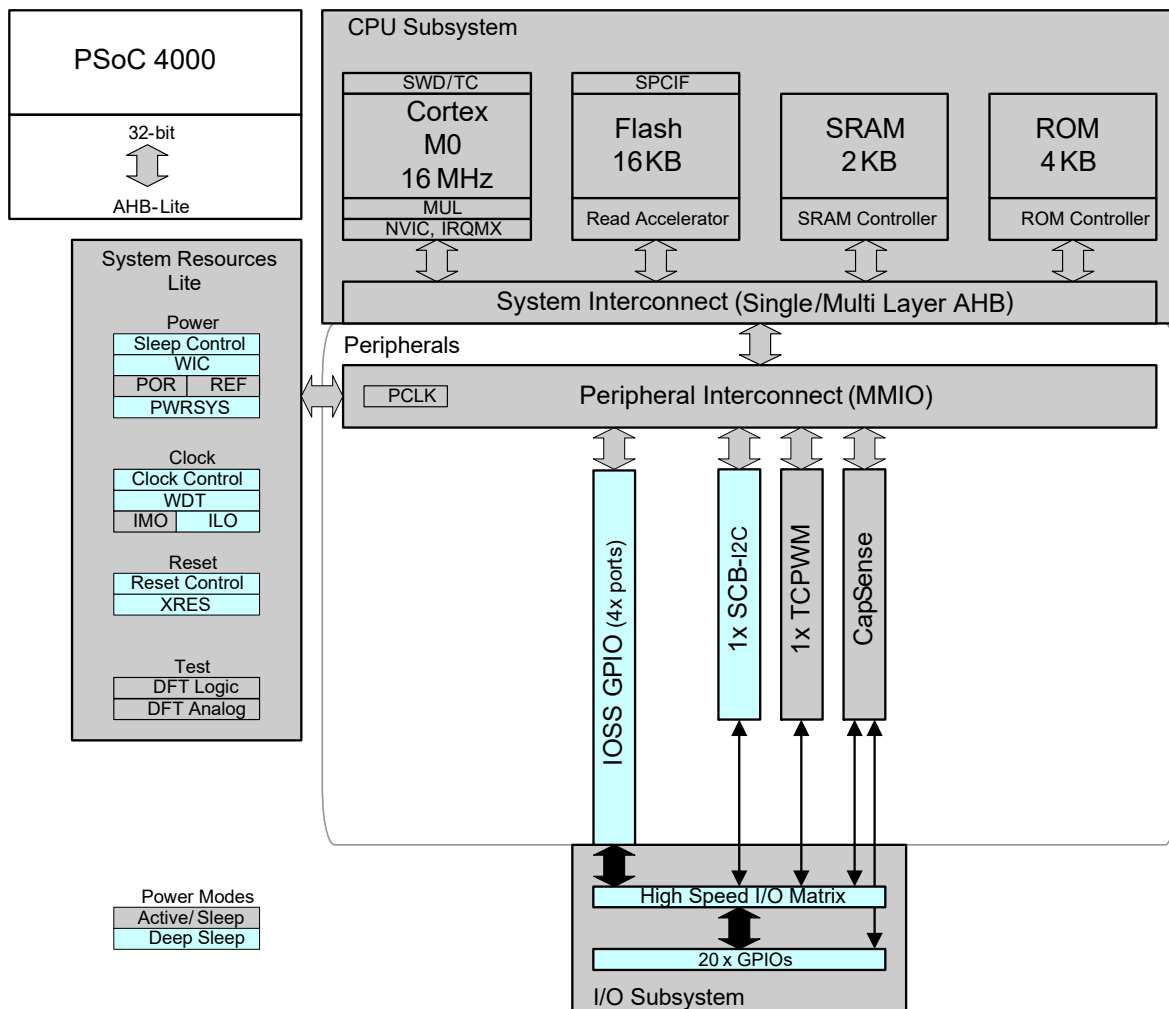 PSoC 4000
32-bit
AHB-Lite
CPU Subsystem
SWD/TC
Cortex
M0
16 MHz
MUL
NVIC, IRQMX
SPCIF
Flash
16 KB
Read Accelerator
SRAM
2 KB
SRAM Controller
ROM
4 KB
ROM Controller
System Interconnect (Single/Multi Layer AHB)
System Resources
Lite
Power
Sleep Control
WIC
POR REF
PWRSYS
Clock
Clock Control
WDT
IMO ILO
Reset
Reset Control
XRES
Test
DFT Logic
DFT Analog
Peripherals
PCLK
Peripheral Interconnect (MMIO)
IOSS GPIO (4x ports)
1x SCB-I2C
1x TCPWM
CapSense
High Speed I/O Matrix
20 x GPIOs
I/O Subsystem
Power Modes
Active/ Sleep
Deep Sleep